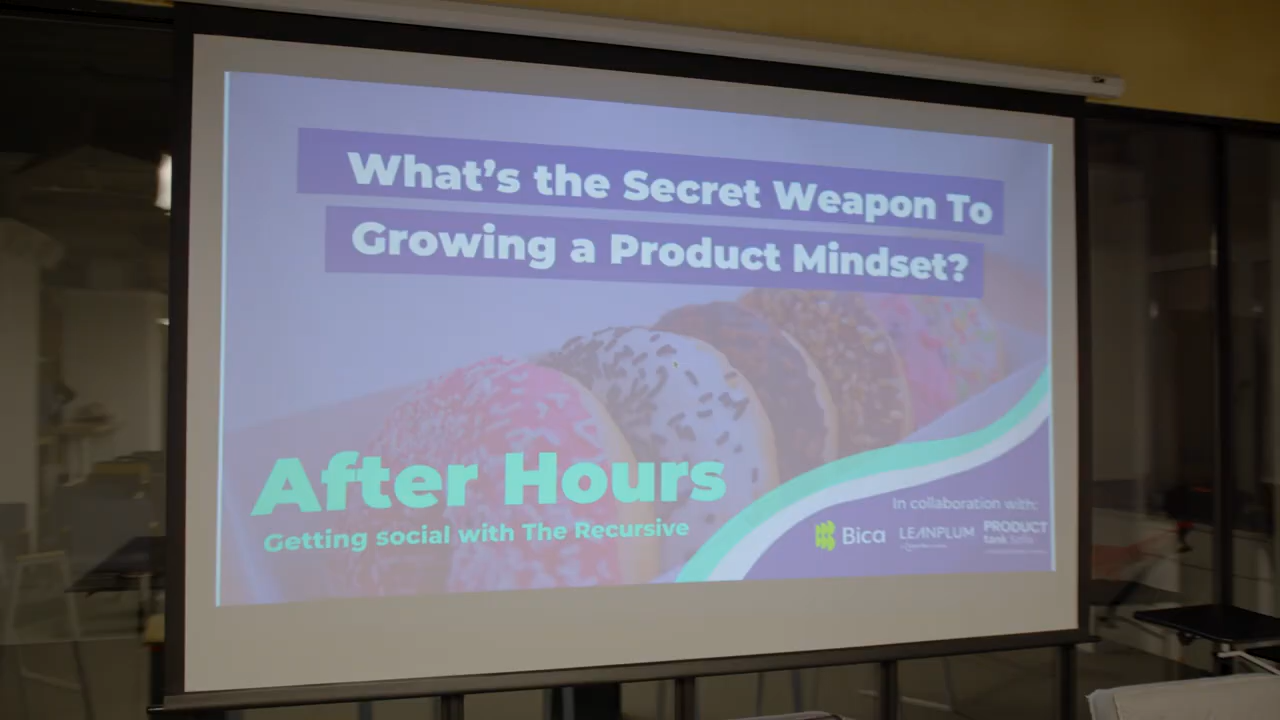 What's the Secret Weapon To
Growing a Product Mindset?
After Hours
Getting social with The Recursive
In collaboration with:
Bica
LEANPLUM
PRODUCT
tank Sofia